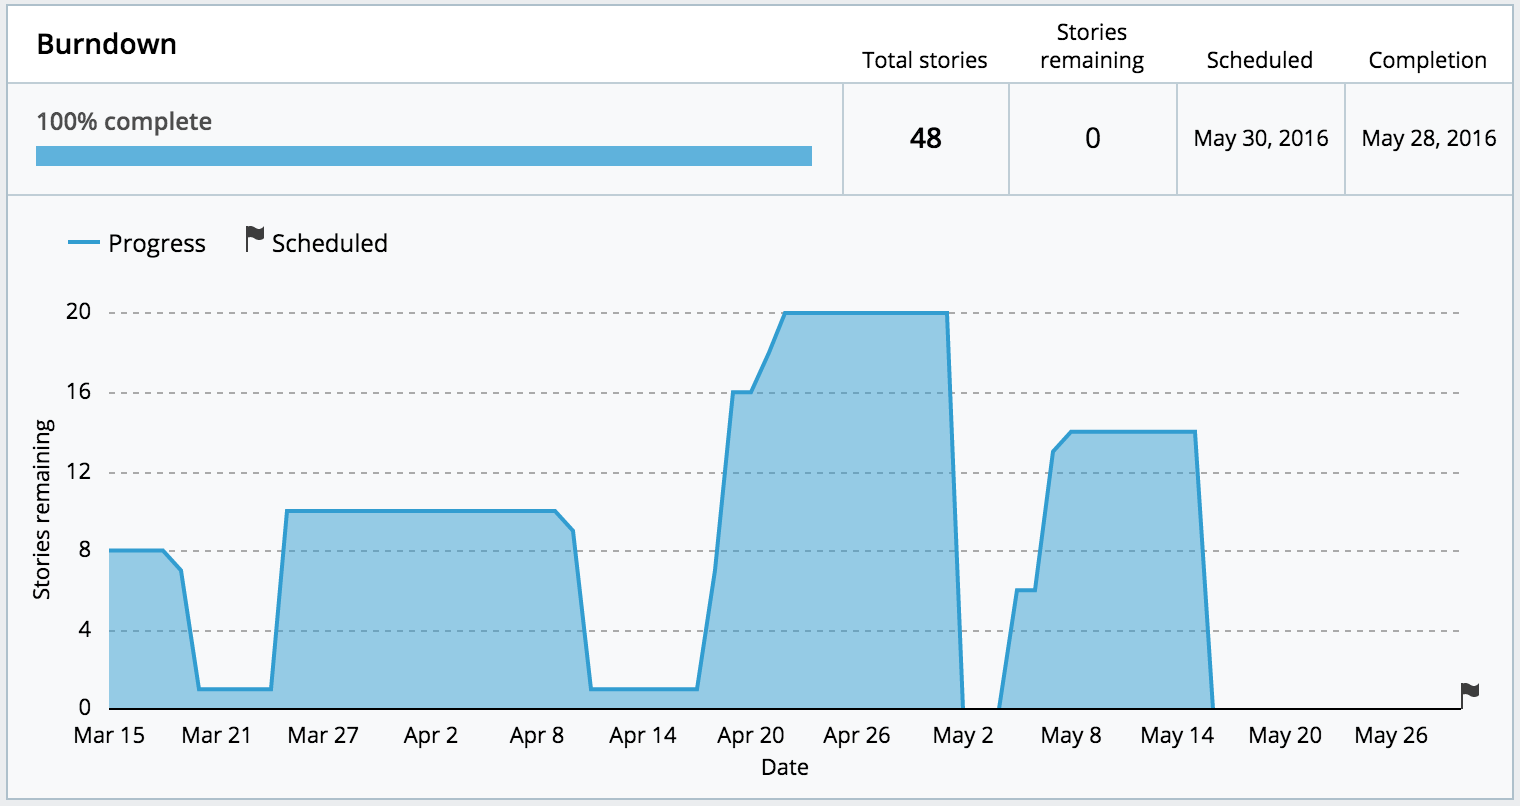 Burndown
Total stories
Stories
remaining
Scheduled
Completion
100% complete
48
0
May 30, 2016
May 28, 2016
Progress
Scheduled
20
16
12
8
4
0
Stories remaining
Mar 15
Mar 21
Mar 27
Apr 2
Apr 8
Apr 14
Apr 20
Apr 26
May 2
May 8
May 14
May 20
May 26
Date